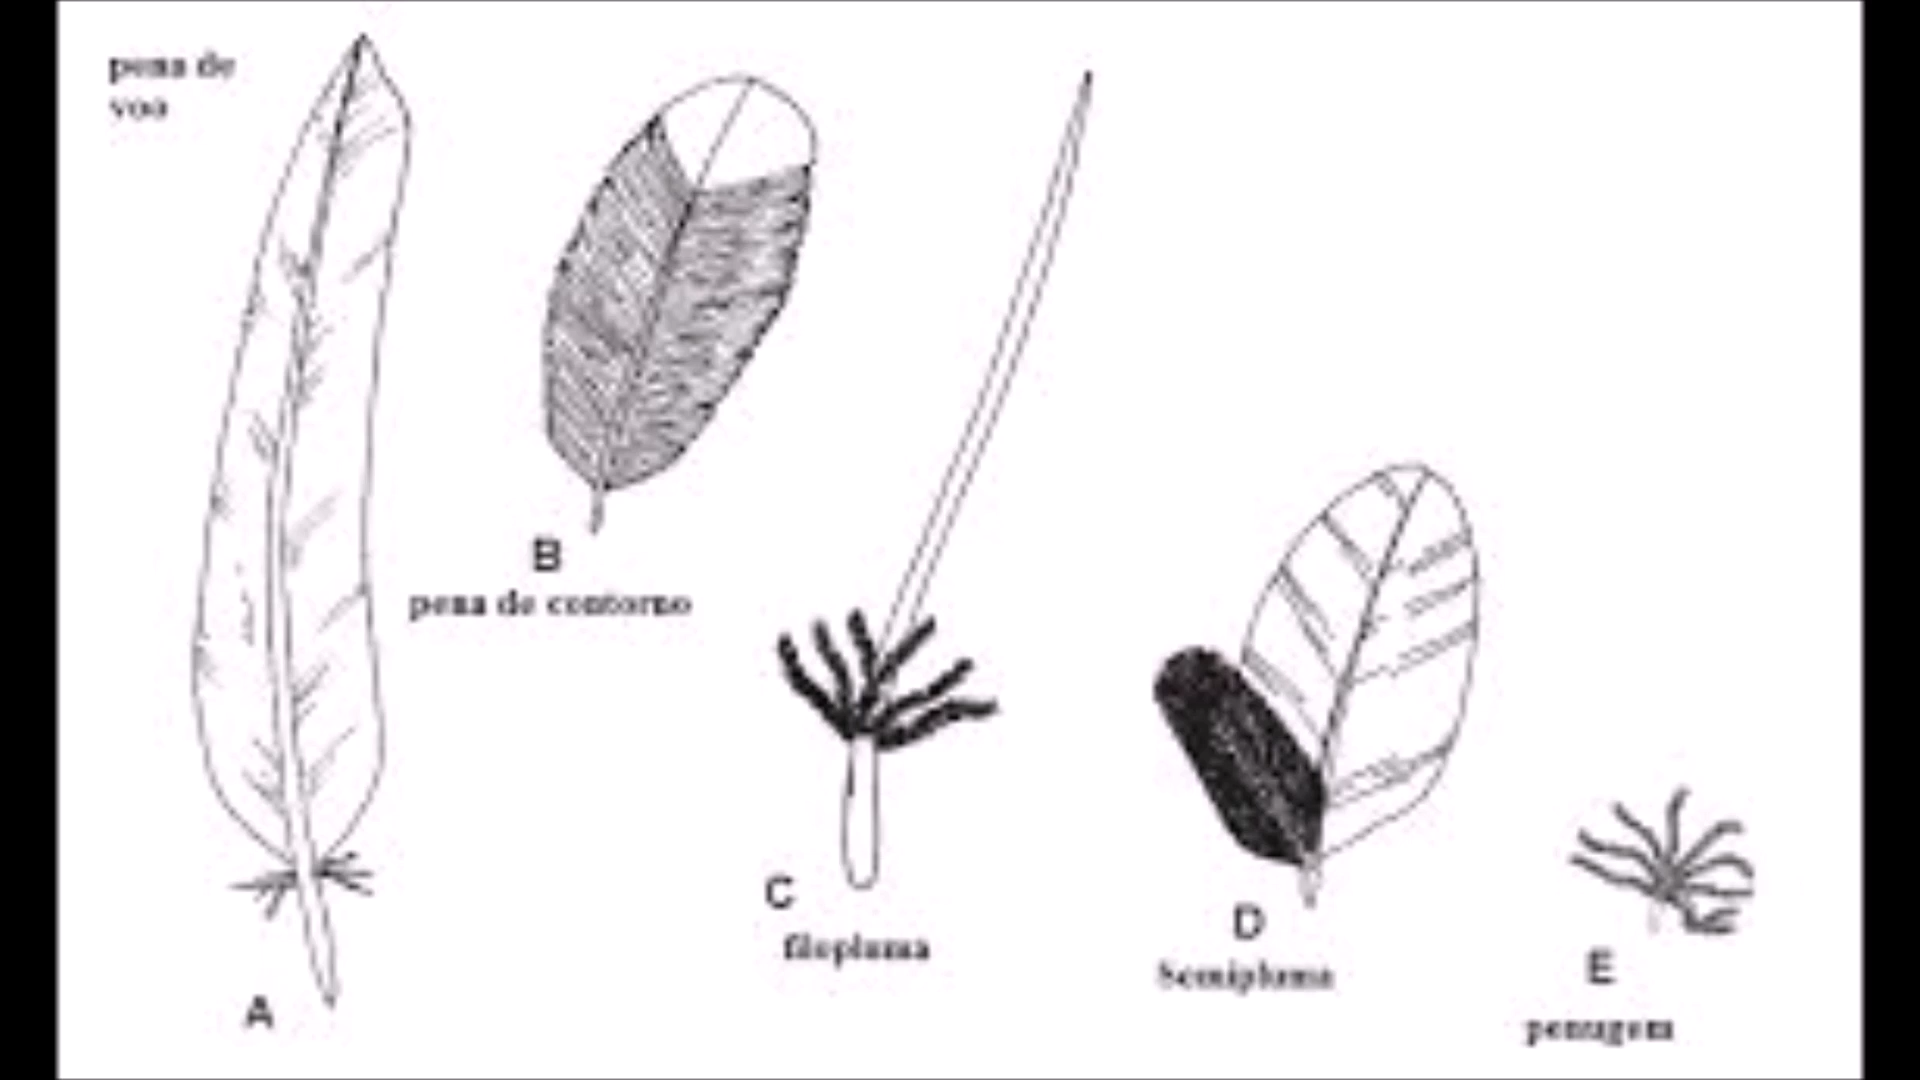 pena de
voo
B
pena de contorno
C
filopluma
D
Semipluma
E
penugem
A